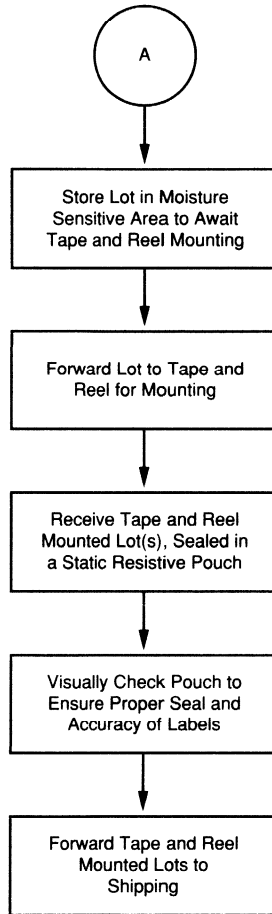 A
Store Lot in Moisture
Sensitive Area to Await
Tape and Reel Mounting
Forward Lot to Tape and
Reel for Mounting
Receive Tape and Reel
Mounted Lot(s), Sealed in
a Static Resistive Pouch
Visually Check Pouch to
Ensure Proper Seal and
Accuracy of Labels
Forward Tape and Reel
Mounted Lots to
Shipping